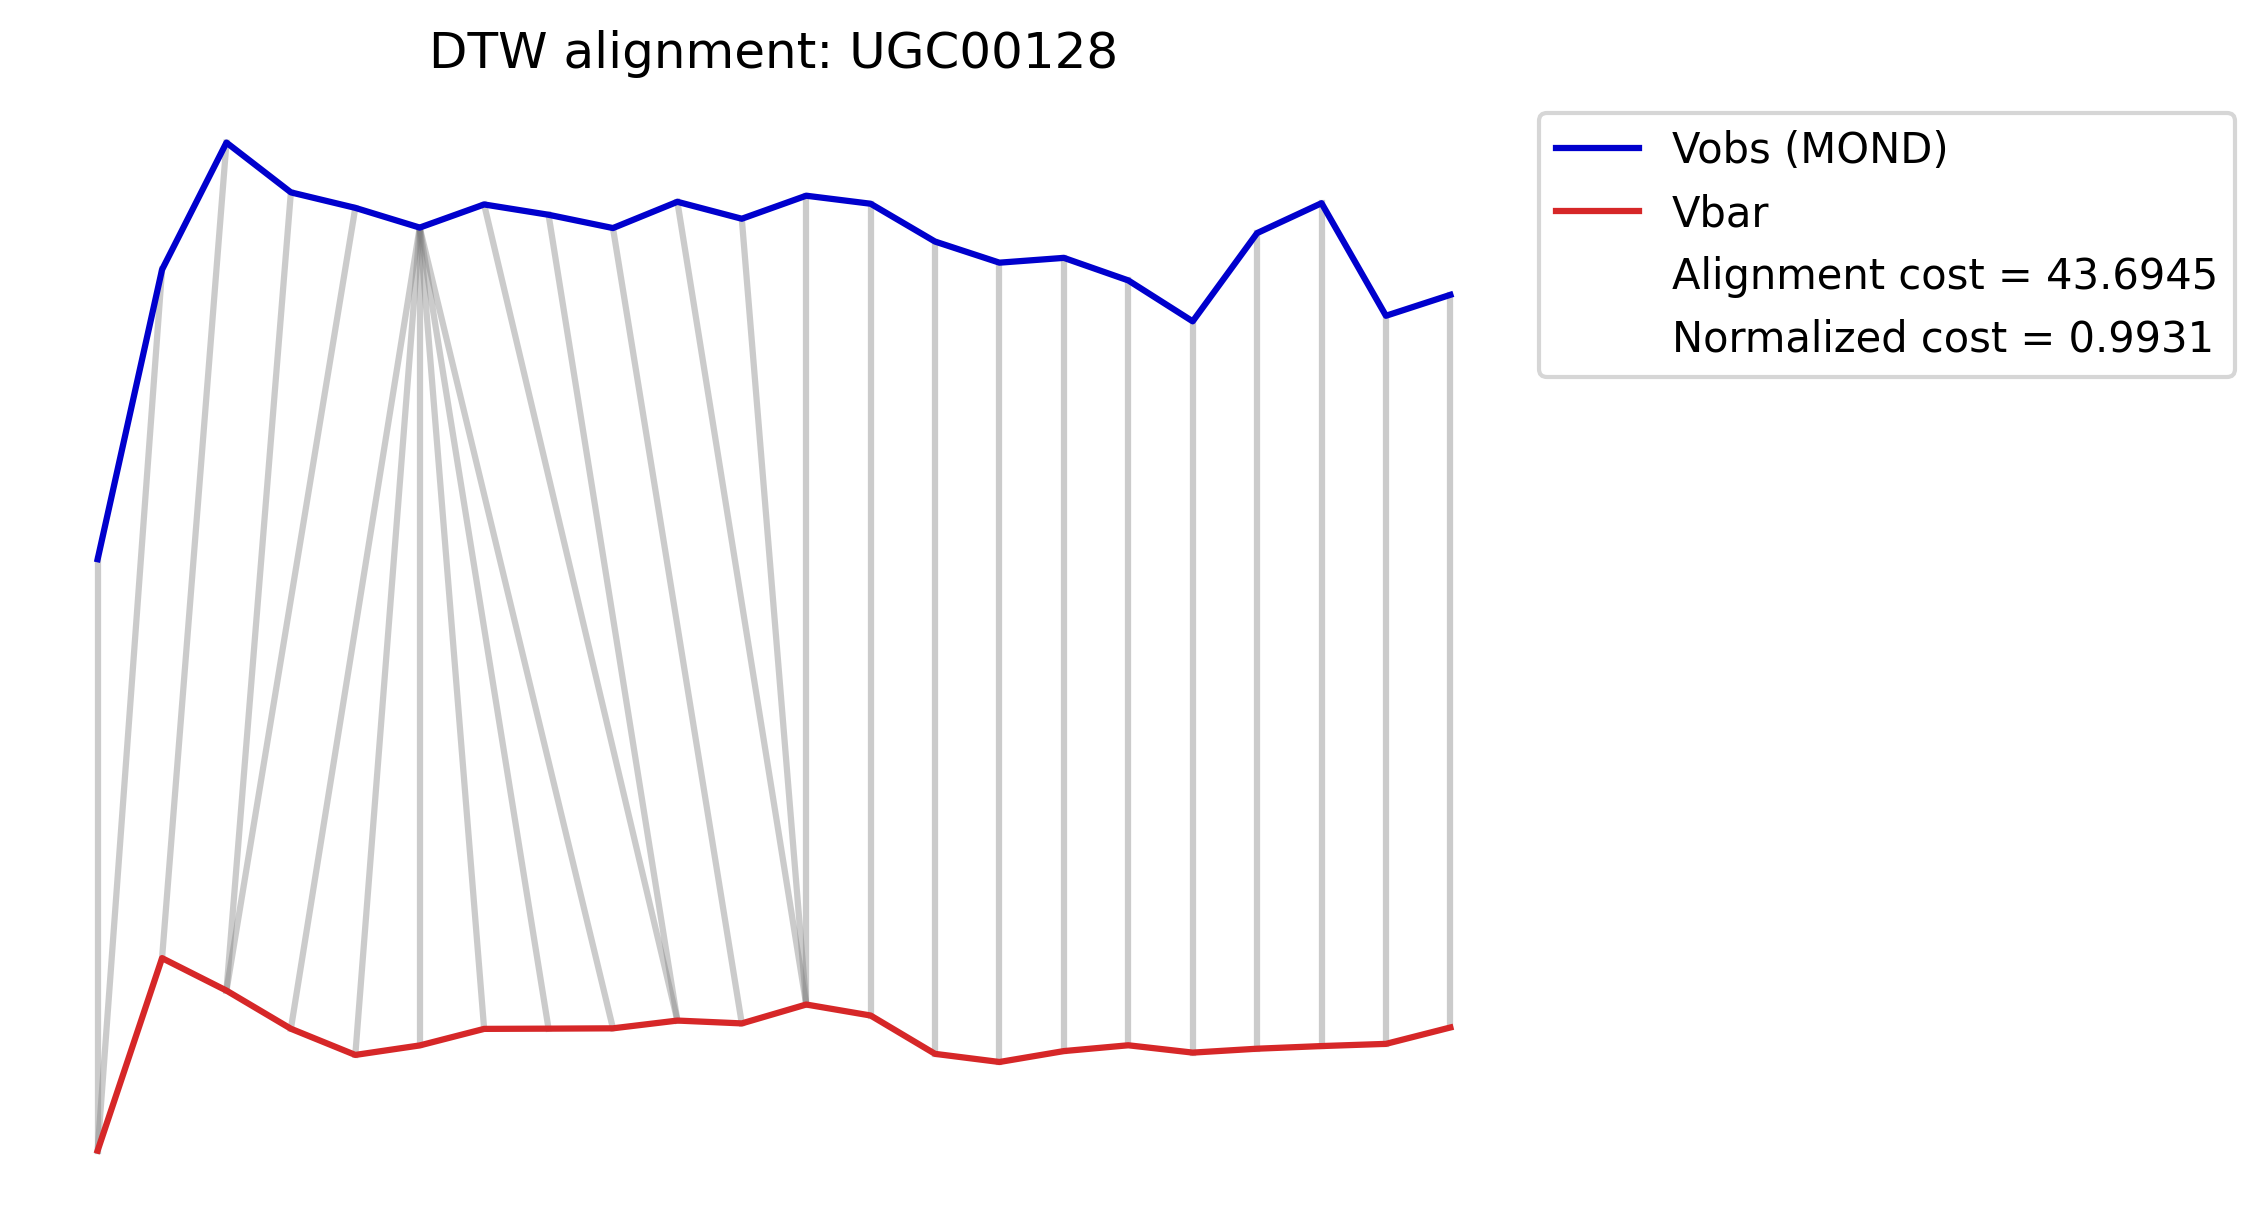 DTW alignment: UGC00128
Vobs (MOND)
Vbar
Alignment cost = 43.6945
Normalized cost = 0.9931